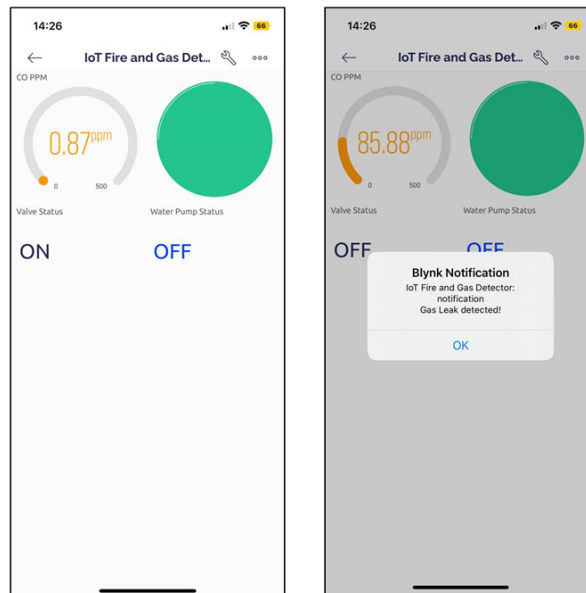 14:26
66
IoT Fire and Gas Det...
CO PPM
0.87ppm
0
500
Valve Status
Water Pump Status
ON
OFF
14:26
66
IoT Fire and Gas Det...
CO PPM
85.88ppm
0
500
Valve Status
Water Pump Status
OFF
OFF
Blynk Notification
IoT Fire and Gas Detector:
notification
Gas Leak detected!
OK